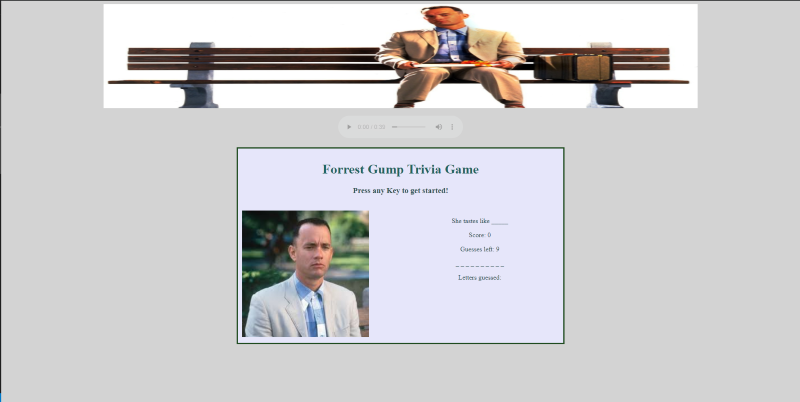 0:00 / 0:28
Forrest Gump Trivia Game
Press any Key to get started!
She tastes like _____
Score: 0
Guesses left: 9
_ _ _ _ _ _ _ _ _ _
Letters guessed: